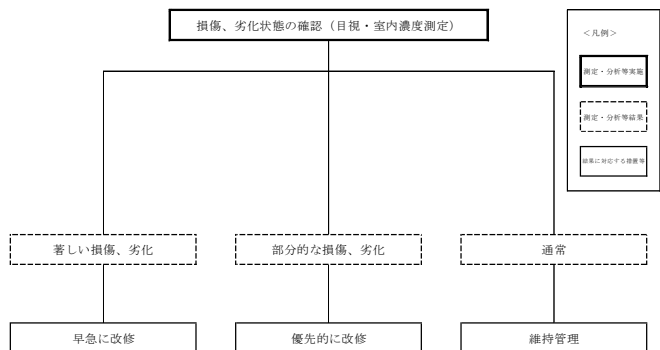 損傷、劣化状態の確認（目視・室内濃度測定）
＜凡例＞
測定・分析等実施
測定・分析等結果
結果に対応する措置等
著しい損傷、劣化
部分的な損傷、劣化
通常
早急に改修
優先的に改修
維持管理